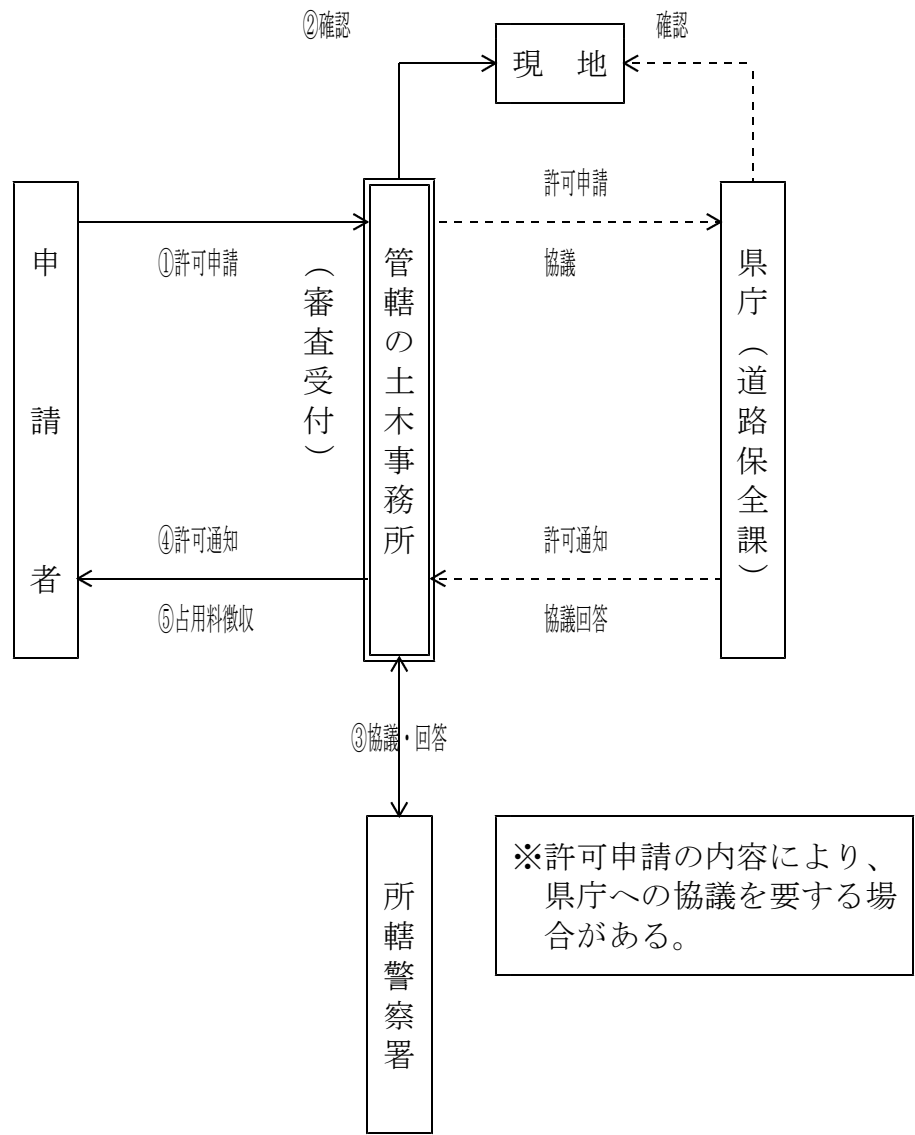 ②確認
確認
現　地
許可申請
申請者
①許可申請
（審査受付）
管轄の土木事務所
協議
県庁（道路保全課）
④許可通知
許可通知
⑤占用料徴収
協議回答
③協議・回答
所轄警察署
※許可申請の内容により、
県庁への協議を要する場
合がある。